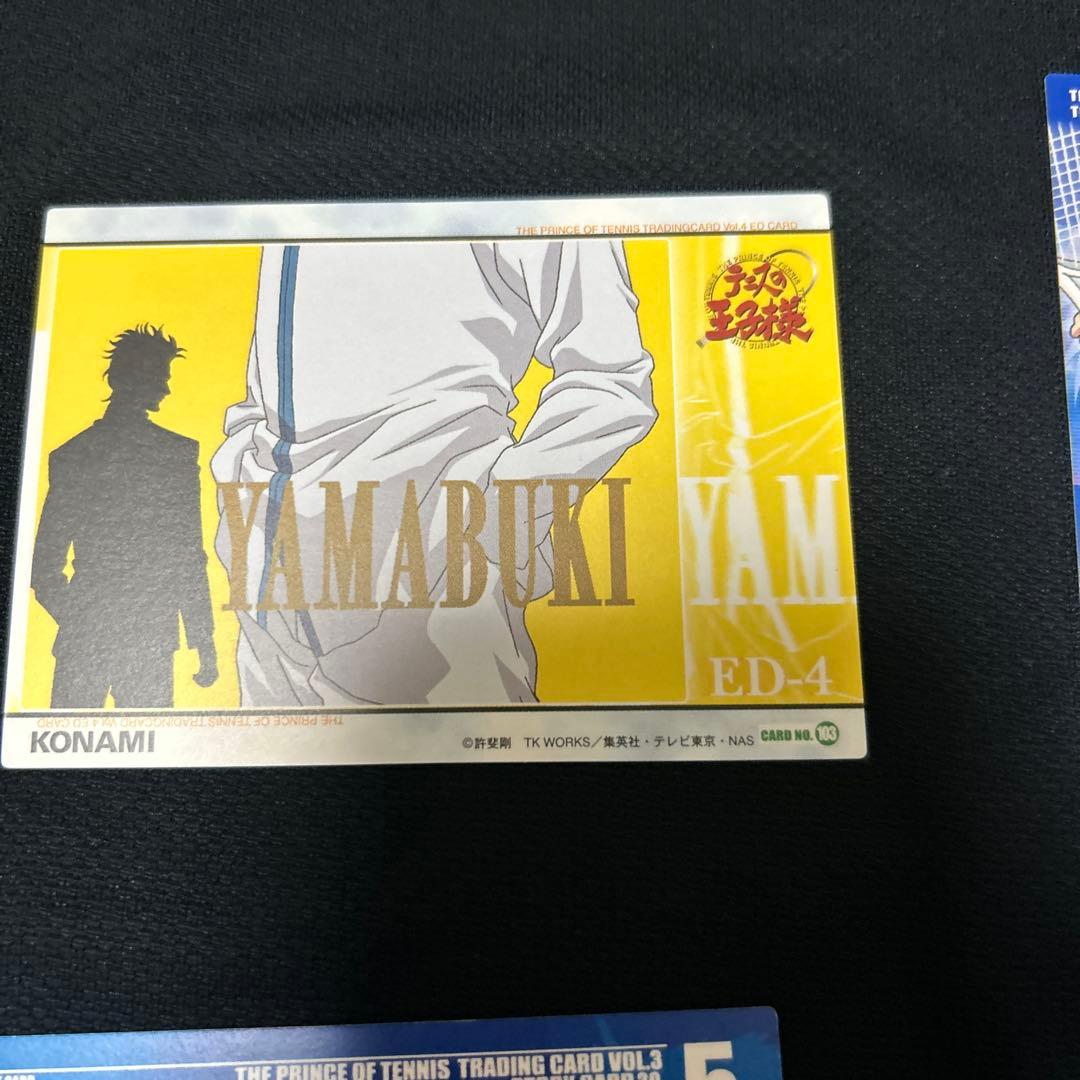 THE PRINCE OF TENNIS TRADINGCARD Vol.4 ED CARD
テニスの
王子様
YAMABUKI
YAM
ED-4
THE PRINCE OF TENNIS TRADINGCARD Vol.4 ED CARD
KONAMI
©許斐剛 TK WORKS/集英社・テレビ東京・NAS
CARD NO. 103
THE PRINCE OF TENNIS TRADING CARD VOL.3
5